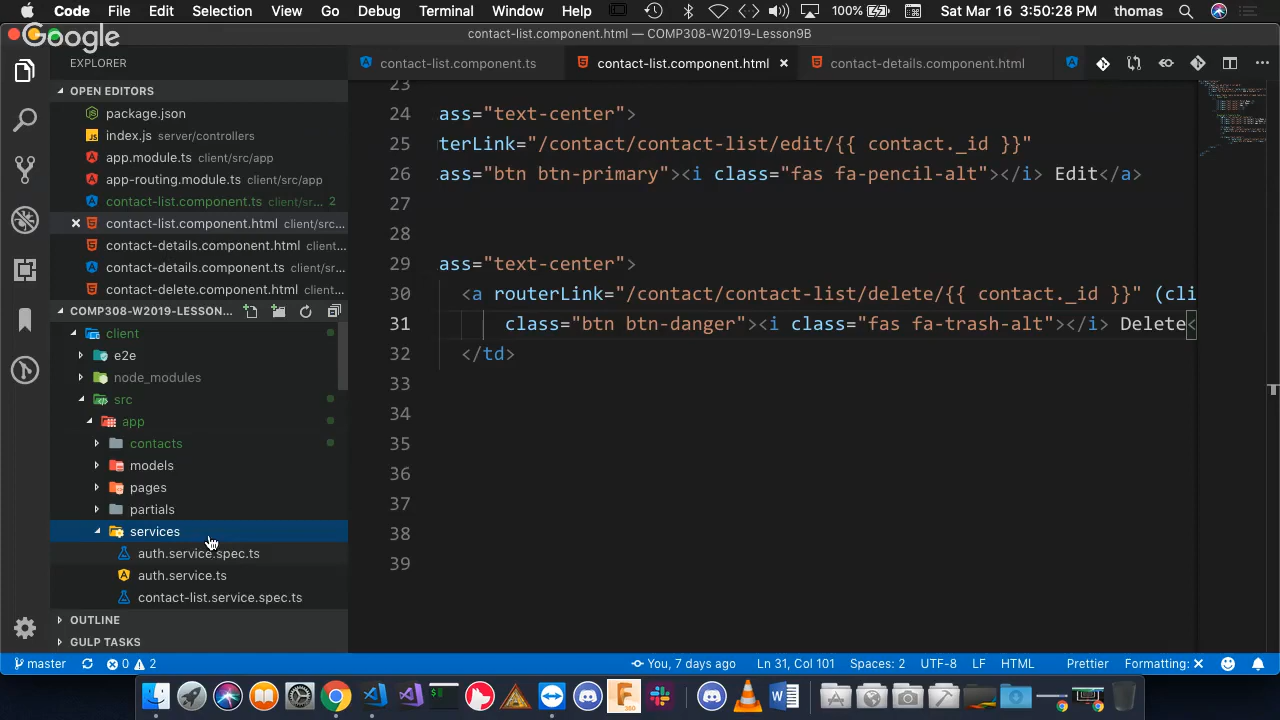 Code File Edit Selection View Go Debug Terminal Window Help 100% Sat Mar 16 3:50:28 PM thomas
Google
contact-list.component.html — COMP308-W2019-Lesson9B
EXPLORER
contact-list.component.ts contact-list.component.html contact-details.component.html
OPEN EDITORS
package.json
index.js server/controllers
app.module.ts client/src/app
app-routing.module.ts client/src/app
contact-list.component.ts client/sr... 2
contact-list.component.html client/src...
contact-details.component.html client...
contact-details.component.ts client/sr...
contact-delete.component.html client...
COMP308-W2019-LESSON...
client
e2e
node_modules
src
app
contacts
models
pages
partials
services
auth.service.spec.ts
auth.service.ts
contact-list.service.spec.ts
OUTLINE
GULP TASKS
23
24 ass="text-center">
25 terLink="/contact/contact-list/edit/{{ contact._id }}"
26 ass="btn btn-primary"><i class="fas fa-pencil-alt"></i> Edit</a>
27
28
29 ass="text-center">
30 <a routerLink="/contact/contact-list/delete/{{ contact._id }}" (cli
31 class="btn btn-danger"><i class="fas fa-trash-alt"></i> Delete<
32 </td>
33
34
35
36
37
38
39
master 0 2 You, 7 days ago Ln 31, Col 101 Spaces: 2 UTF-8 LF HTML Prettier Formatting: ✕